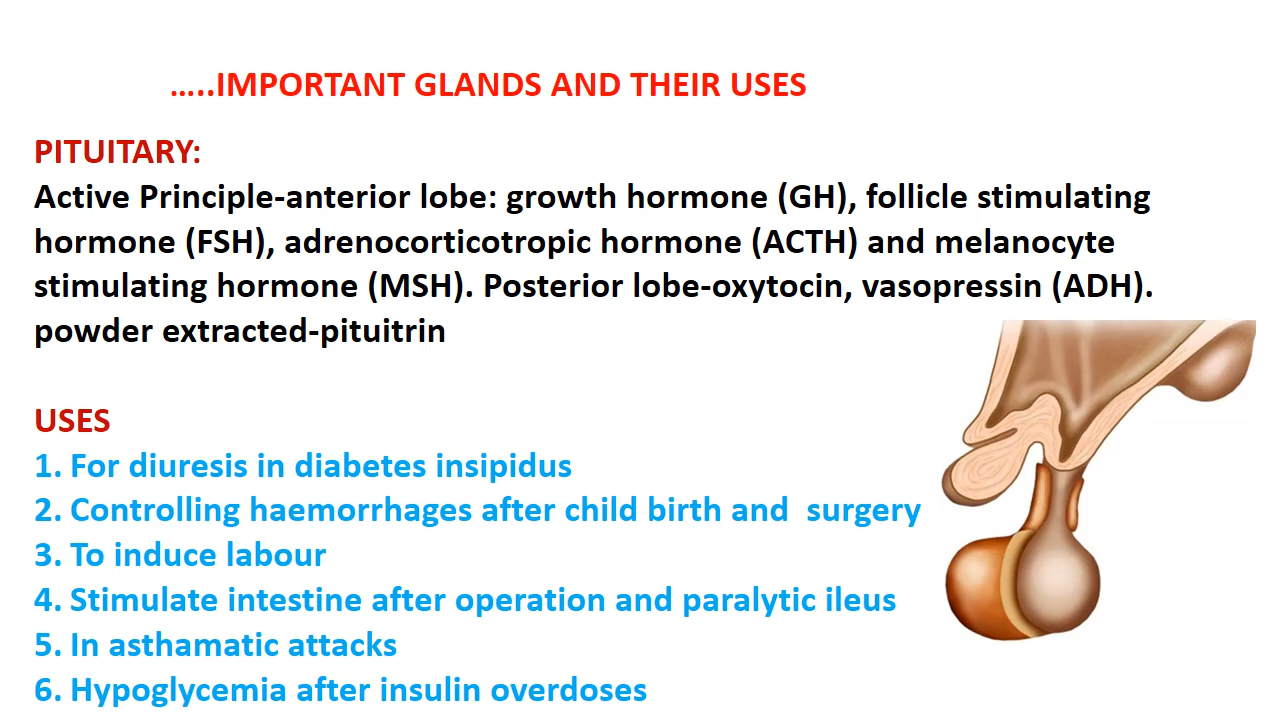 …..IMPORTANT GLANDS AND THEIR USES
PITUITARY:
Active Principle-anterior lobe: growth hormone (GH), follicle stimulating
hormone (FSH), adrenocorticotropic hormone (ACTH) and melanocyte
stimulating hormone (MSH). Posterior lobe-oxytocin, vasopressin (ADH).
powder extracted-pituitrin
USES
1. For diuresis in diabetes insipidus
2. Controlling haemorrhages after child birth and  surgery
3. To induce labour
4. Stimulate intestine after operation and paralytic ileus
5. In asthamatic attacks
6. Hypoglycemia after insulin overdoses